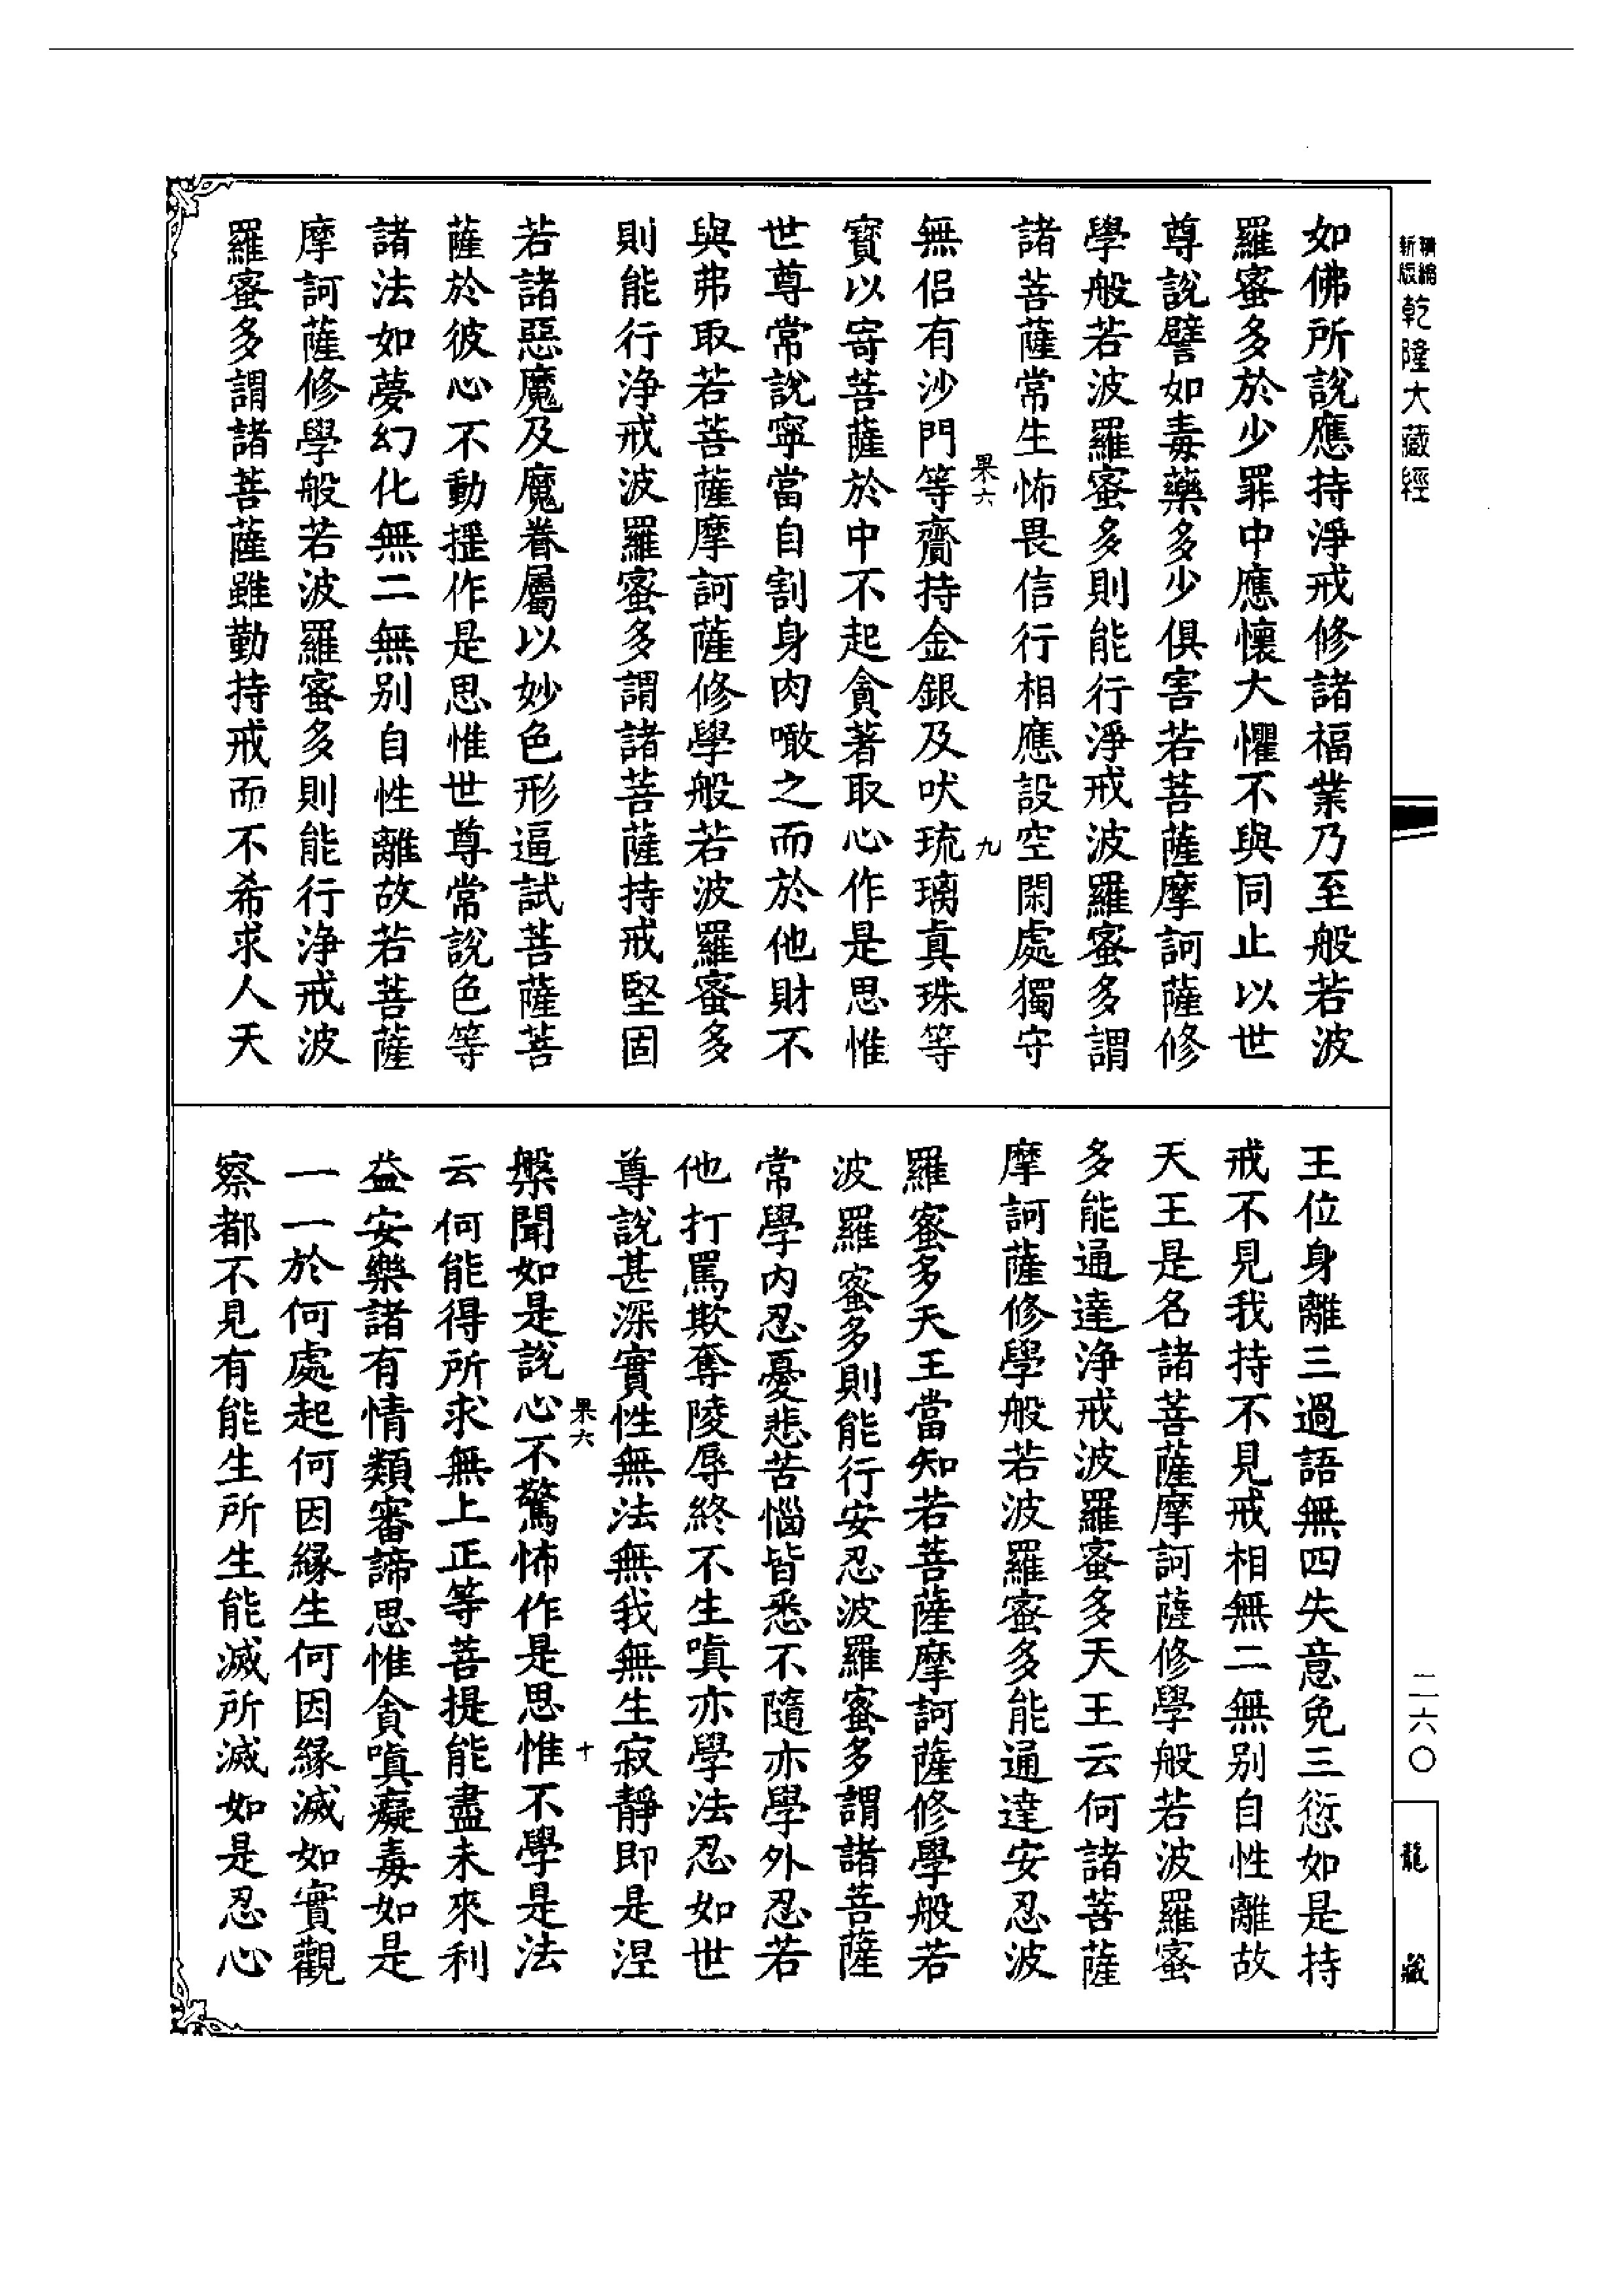 新版
精編
乾隆大藏經
二六〇
龍藏
如佛所說應持淨戒修諸福業乃至般若波
羅蜜多於少罪中應懷大懼不與同止以世
尊說譬如毒藥多少俱害若菩薩摩訶薩修
學般若波羅蜜多則能行淨戒波羅蜜多謂
諸菩薩常生怖畏信行相應設空閑處獨守
果六
九
無侶有沙門等齎持金銀及吠琉璃真珠等
寶以寄菩薩於中不起貪著取心作是思惟
世尊常說寧當自割身肉噉之而於他財不
與弗取若菩薩摩訶薩修學般若波羅蜜多
則能行淨戒波羅蜜多謂諸菩薩持戒堅固
若諸惡魔及魔眷屬以妙色形逼試菩薩菩
薩於彼心不動搖作是思惟世尊常說色等
諸法如夢幻化無二無别自性離故若菩薩
摩訶薩修學般若波羅蜜多則能行淨戒波
羅蜜多謂諸菩薩雖勤持戒而不希求人天
王位身離三過語無四失意免三愆如是持
戒不見我持不見戒相無二無别自性離故
天王是名諸菩薩摩訶薩修學般若波羅蜜
多能通達淨戒波羅蜜多天王云何諸菩薩
摩訶薩修學般若波羅蜜多能通達安忍波
羅蜜多天王當知若菩薩摩訶薩修學般若
波羅蜜多則能行安忍波羅蜜多謂諸菩薩
常學内忍憂悲苦惱皆悉不隨亦學外忍若
他打罵欺奪陵辱終不生嗔亦學法忍如世
尊說甚深實性無法無我無生寂靜即是涅
果六
十
槃聞如是說心不驚怖作是思惟不學是法
云何能得所求無上正等菩提能盡未來利
益安樂諸有情類審諦思惟貪嗔癡毒如是
一一於何處起何因緣生何因緣滅如實觀
察都不見有能生所生能滅所滅如是忍心